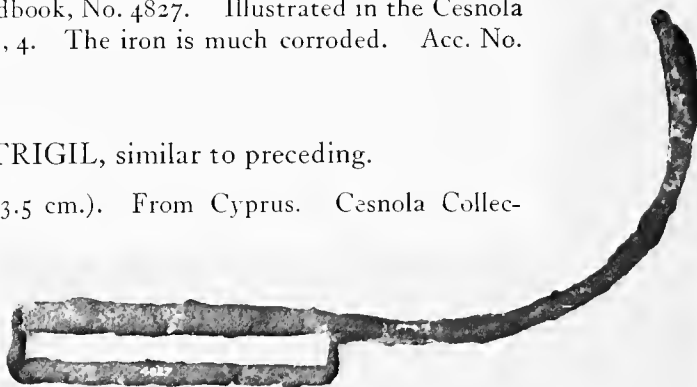 dbook, No. 4827. Illustrated in the Cesnola
, 4. The iron is much corroded. Acc. No.
TRIGIL, similar to preceding.
3.5 cm.). From Cyprus. Cesnola Collec-
4827